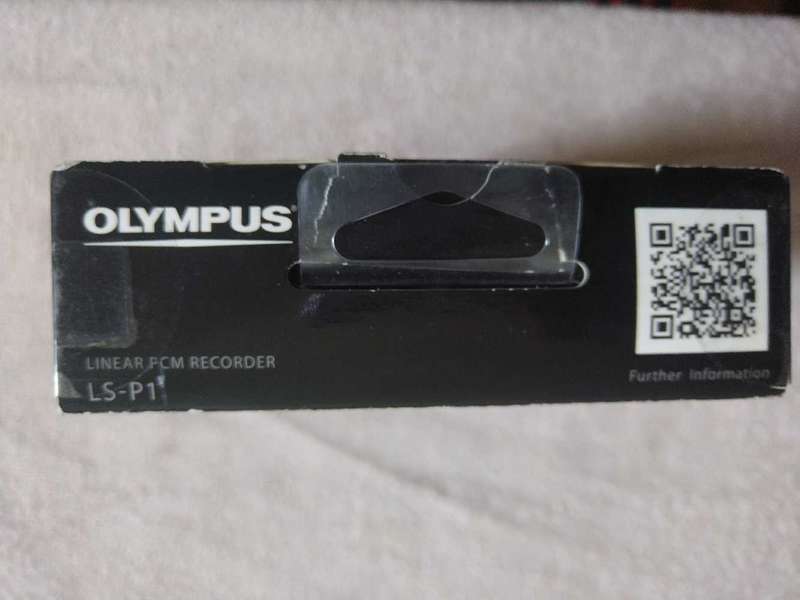 OLYMPUS
LINEAR PCM RECORDER
LS-P1
Further Information